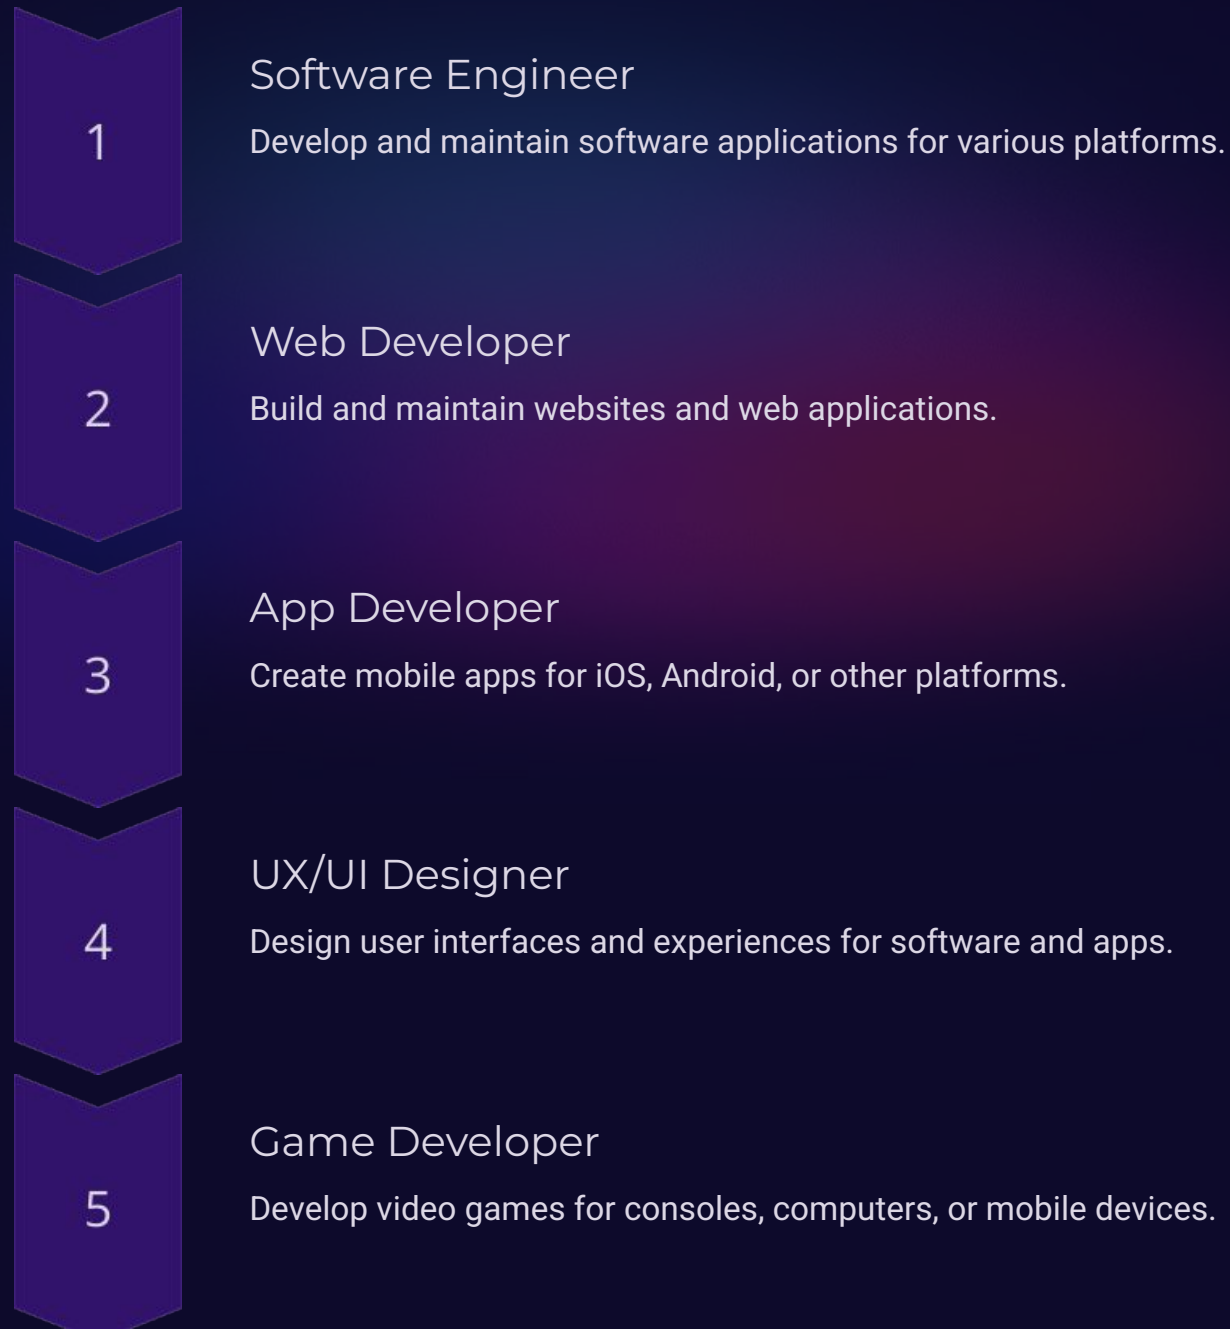 1
Software Engineer
Develop and maintain software applications for various platforms.
2
Web Developer
Build and maintain websites and web applications.
3
App Developer
Create mobile apps for iOS, Android, or other platforms.
4
UX/UI Designer
Design user interfaces and experiences for software and apps.
5
Game Developer
Develop video games for consoles, computers, or mobile devices.